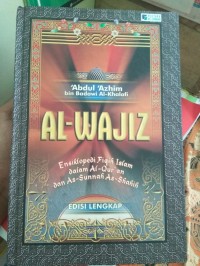 'Abdul 'Azhim
bin Badawi Al-Khalafi
AL-WAJIZ
Ensiklopedi Fiqih Islam
dalam Al-Qur'an
dan As-Sunnah As-Shahih
EDISI LENGKAP